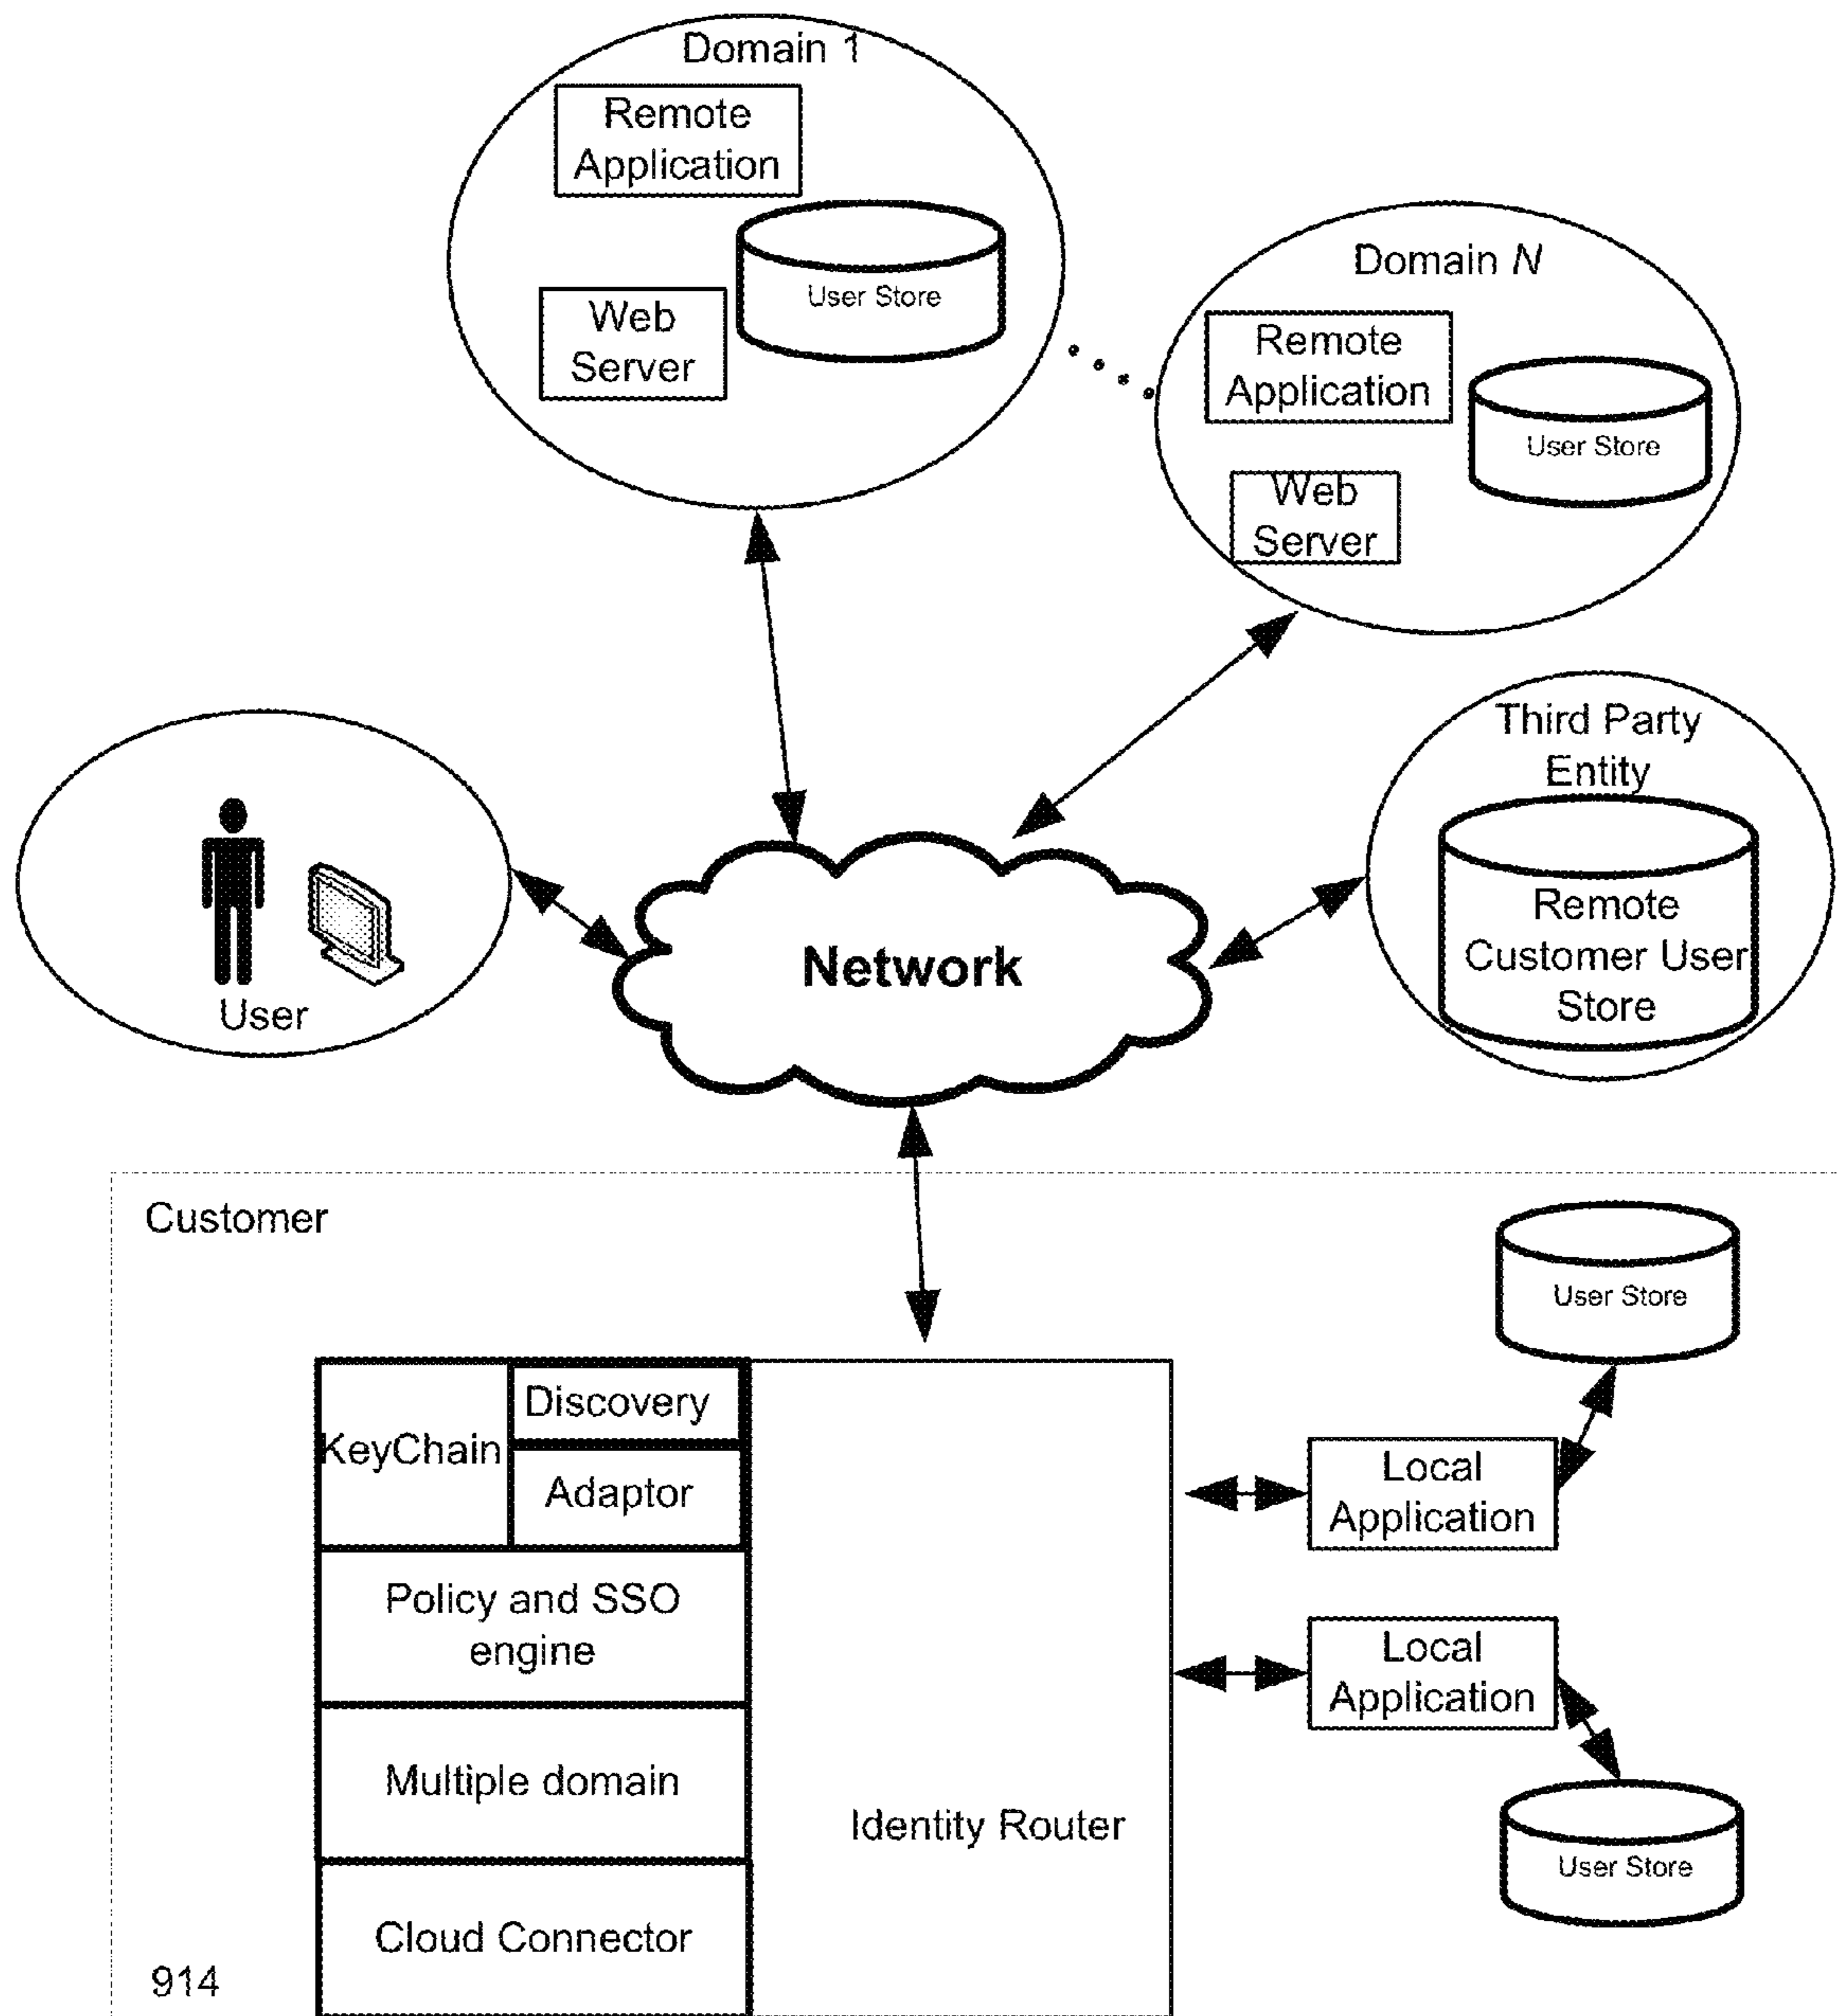 Domain 1
Remote
Application
User Store
Web
Server
Domain N
Remote
Application
User Store
Web
Server
Third Party
Entity
Remote
Customer User
Store
User
Network
Customer
User Store
KeyChain
Discovery
Adaptor
Local
Application
Policy and SSO
engine
Local
Application
Multiple domain
Identity Router
User Store
Cloud Connector
914